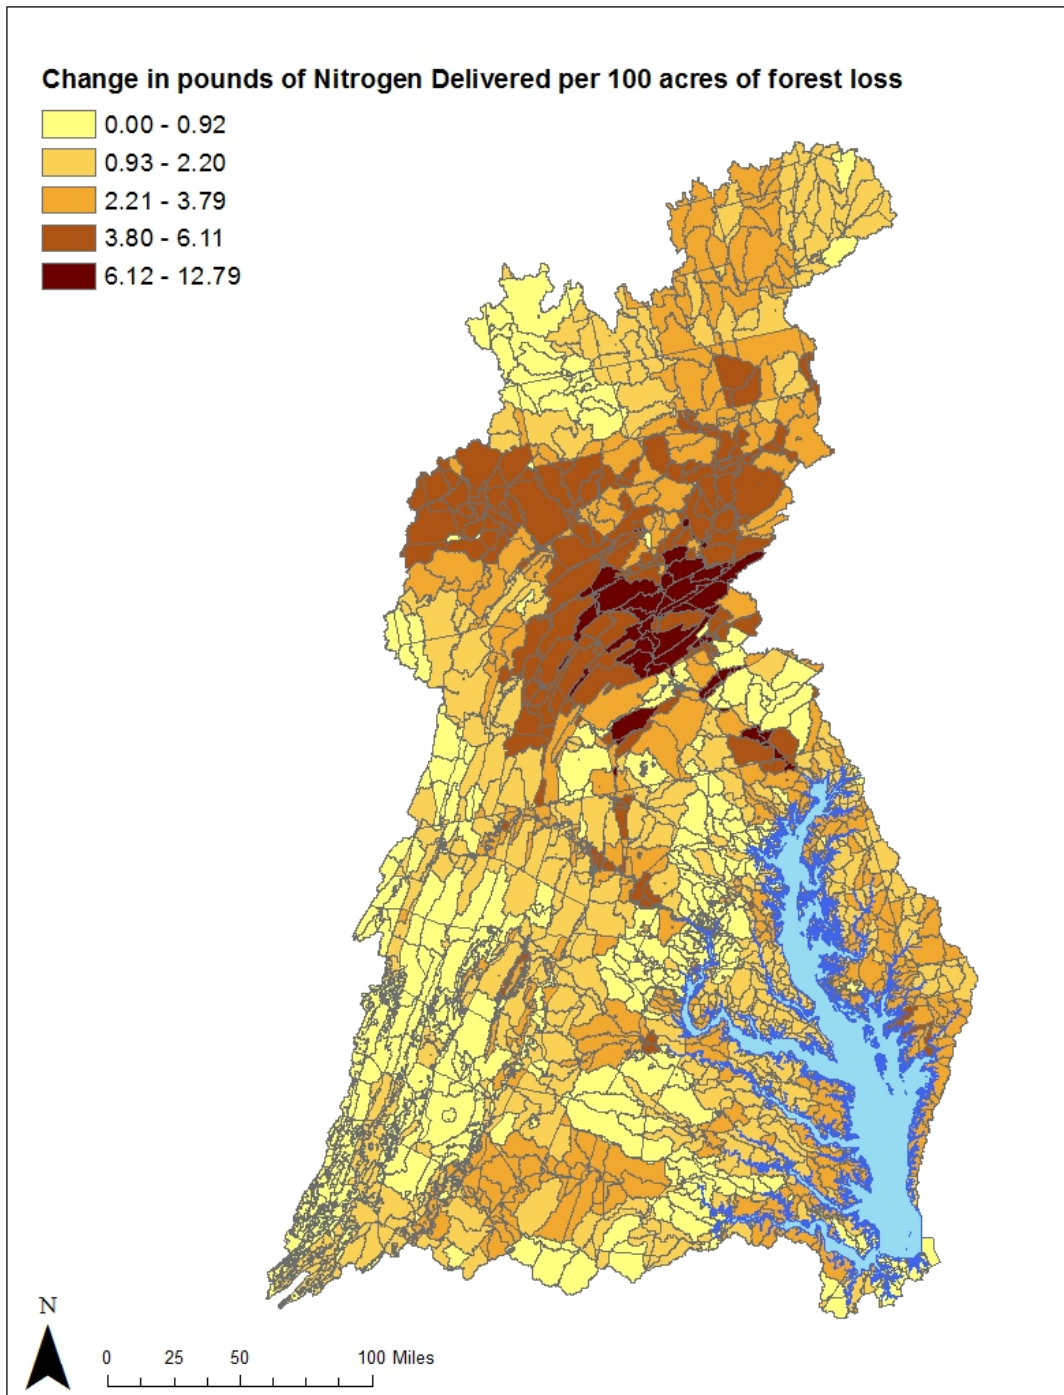 Change in pounds of Nitrogen Delivered per 100 acres of forest loss
0.00 - 0.92
0.93 - 2.20
2.21 - 3.79
3.80 - 6.11
6.12 - 12.79
N
0 25 50 100 Miles